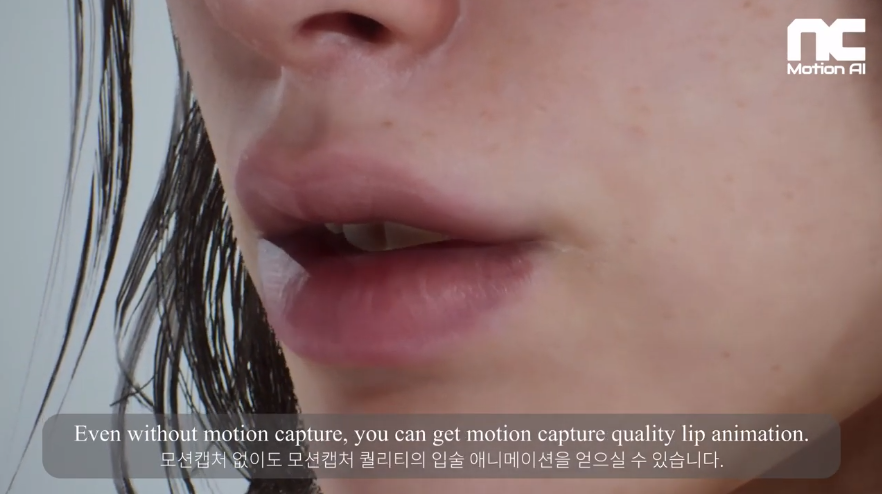 NC
Motion AI
Even without motion capture, you can get motion capture quality lip animation.
모션캡처 없이도 모션캡처 퀄리티의 입술 애니메이션을 얻으실 수 있습니다.